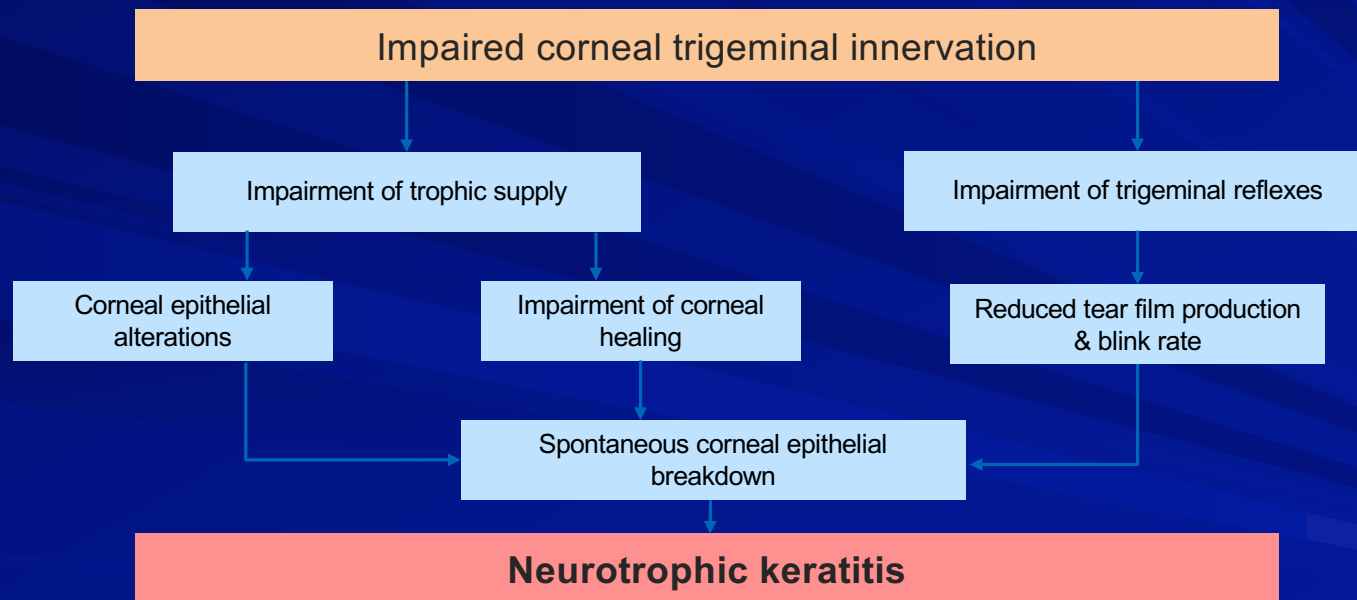 Impaired corneal trigeminal innervation
Impairment of trophic supply
Impairment of trigeminal reflexes
Corneal epithelial
alterations
Impairment of corneal
healing
Reduced tear film production
& blink rate
Spontaneous corneal epithelial
breakdown
Neurotrophic keratitis